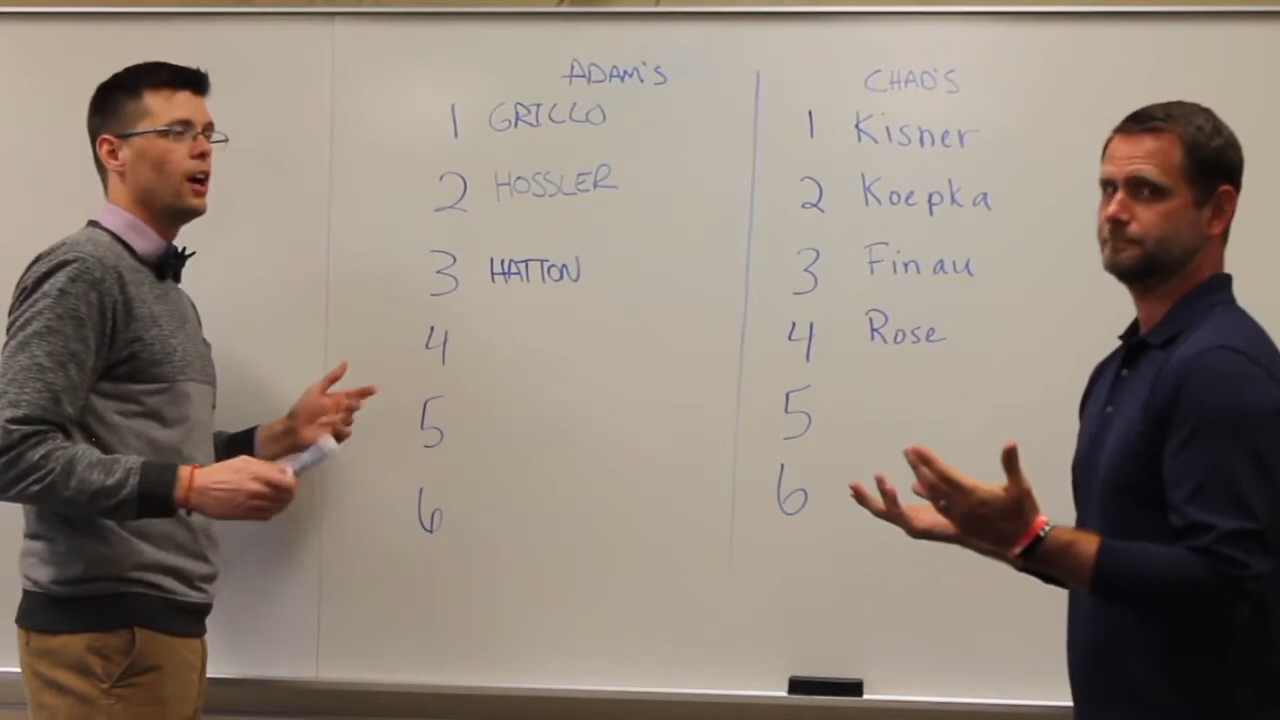 ADAM'S
1 GRILLO
2 HOSSLER
3 HATTON
4
5
6
CHAD'S
1 Kisner
2 Koepka
3 Finau
4 Rose
5
6